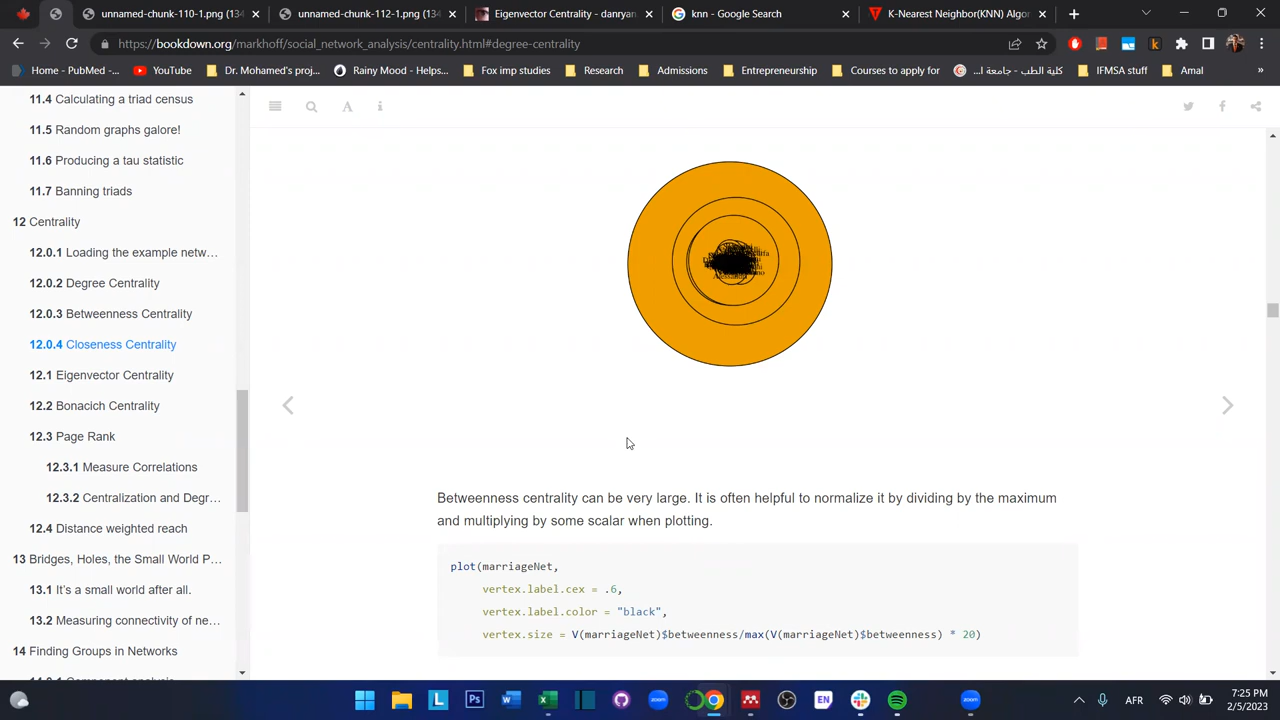 unnamed-chunk-110-1.png (134
unnamed-chunk-112-1.png (134
Eigenvector Centrality - danryan
knn - Google Search
K-Nearest Neighbor(KNN) Algor
https://bookdown.org/markhoff/social_network_analysis/centrality.html#degree-centrality
Home - PubMed -...
YouTube
Dr. Mohamed's proj...
Rainy Mood - Helps...
Fox imp studies
Research
Admissions
Entrepreneurship
Courses to apply for
كلية الطب - جامعة ا...
IFMSA stuff
Amal
»
11.4 Calculating a triad census
11.5 Random graphs galore!
11.6 Producing a tau statistic
11.7 Banning triads
12 Centrality
12.0.1 Loading the example netw...
12.0.2 Degree Centrality
12.0.3 Betweenness Centrality
12.0.4 Closeness Centrality
12.1 Eigenvector Centrality
12.2 Bonacich Centrality
12.3 Page Rank
12.3.1 Measure Correlations
12.3.2 Centralization and Degr...
12.4 Distance weighted reach
13 Bridges, Holes, the Small World P...
13.1 It's a small world after all.
13.2 Measuring connectivity of ne...
14 Finding Groups in Networks
Betweenness centrality can be very large. It is often helpful to normalize it by dividing by the maximum
and multiplying by some scalar when plotting.
plot(marriageNet,
vertex.label.cex = .6,
vertex.label.color = "black",
vertex.size = V(marriageNet)$betweenness/max(V(marriageNet)$betweenness) * 20)
AFR
7:25 PM
2/5/2023